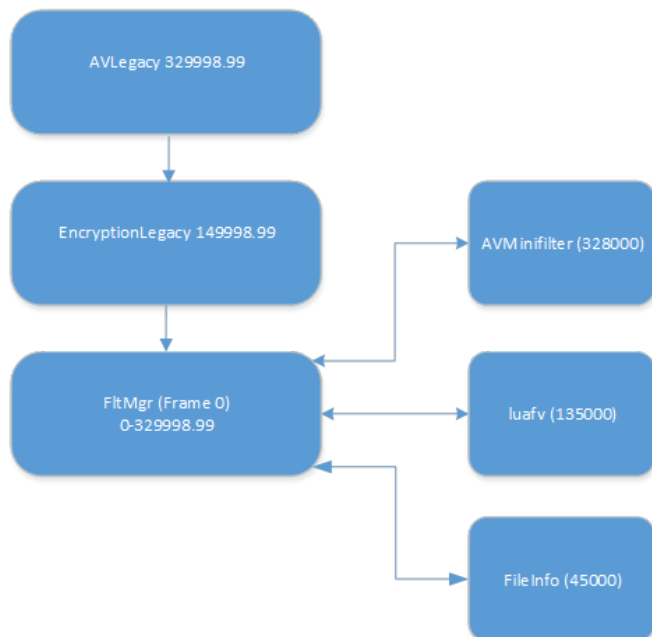 AVLegacy 329998.99
EncryptionLegacy 149998.99
AVMinifilter (328000)
FltMgr (Frame 0)
0-329998.99
luafv (135000)
FileInfo (45000)